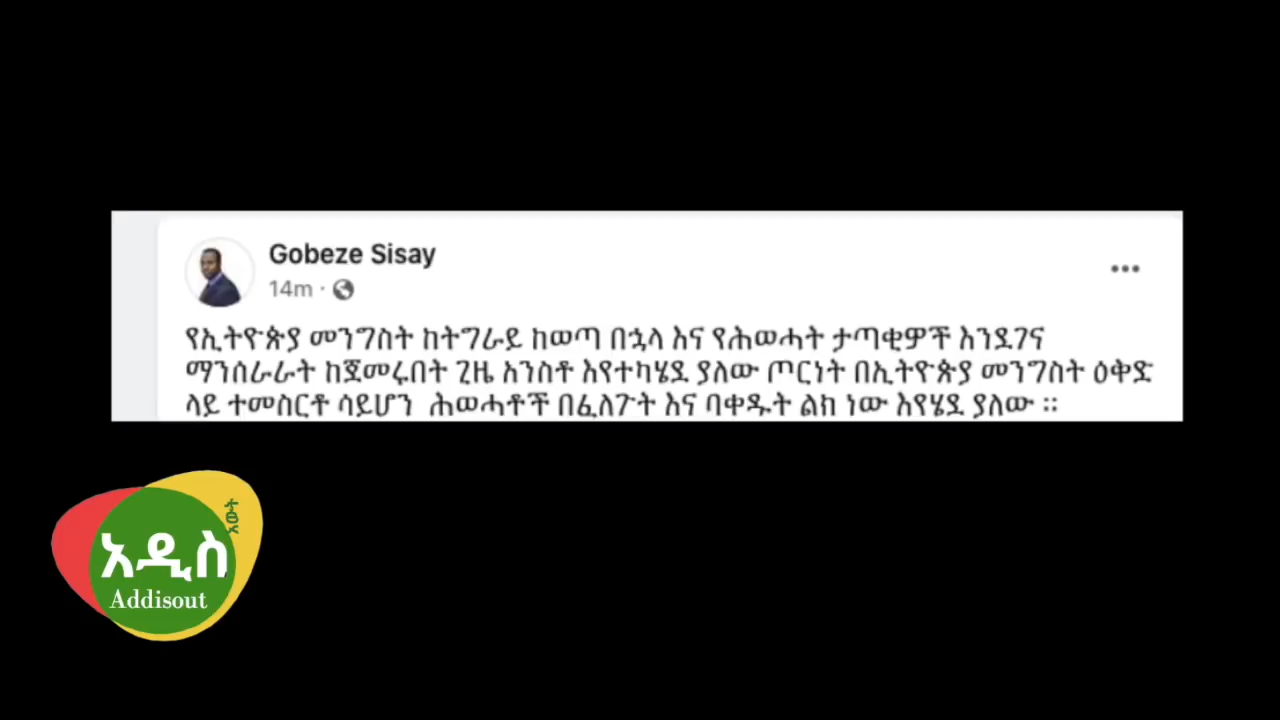 Gobeze Sisay
14m ·
የኢትዮጵያ መንግስት ከትግራይ ከወጣ በኋላ እና የሕወሓት ታጣቂዎች እንደገና
ማንሰራራት ከጀመሩበት ጊዜ አንስቶ እየተካሄደ ያለው ጦርነት በኢትዮጵያ መንግስት ዕቅድ
ላይ ተመስርቶ ሳይሆን ሕወሓቶች በፈለጉት እና ባቀዱት ልክ ነው እየሄደ ያለው ።
አዲስ
Addisout